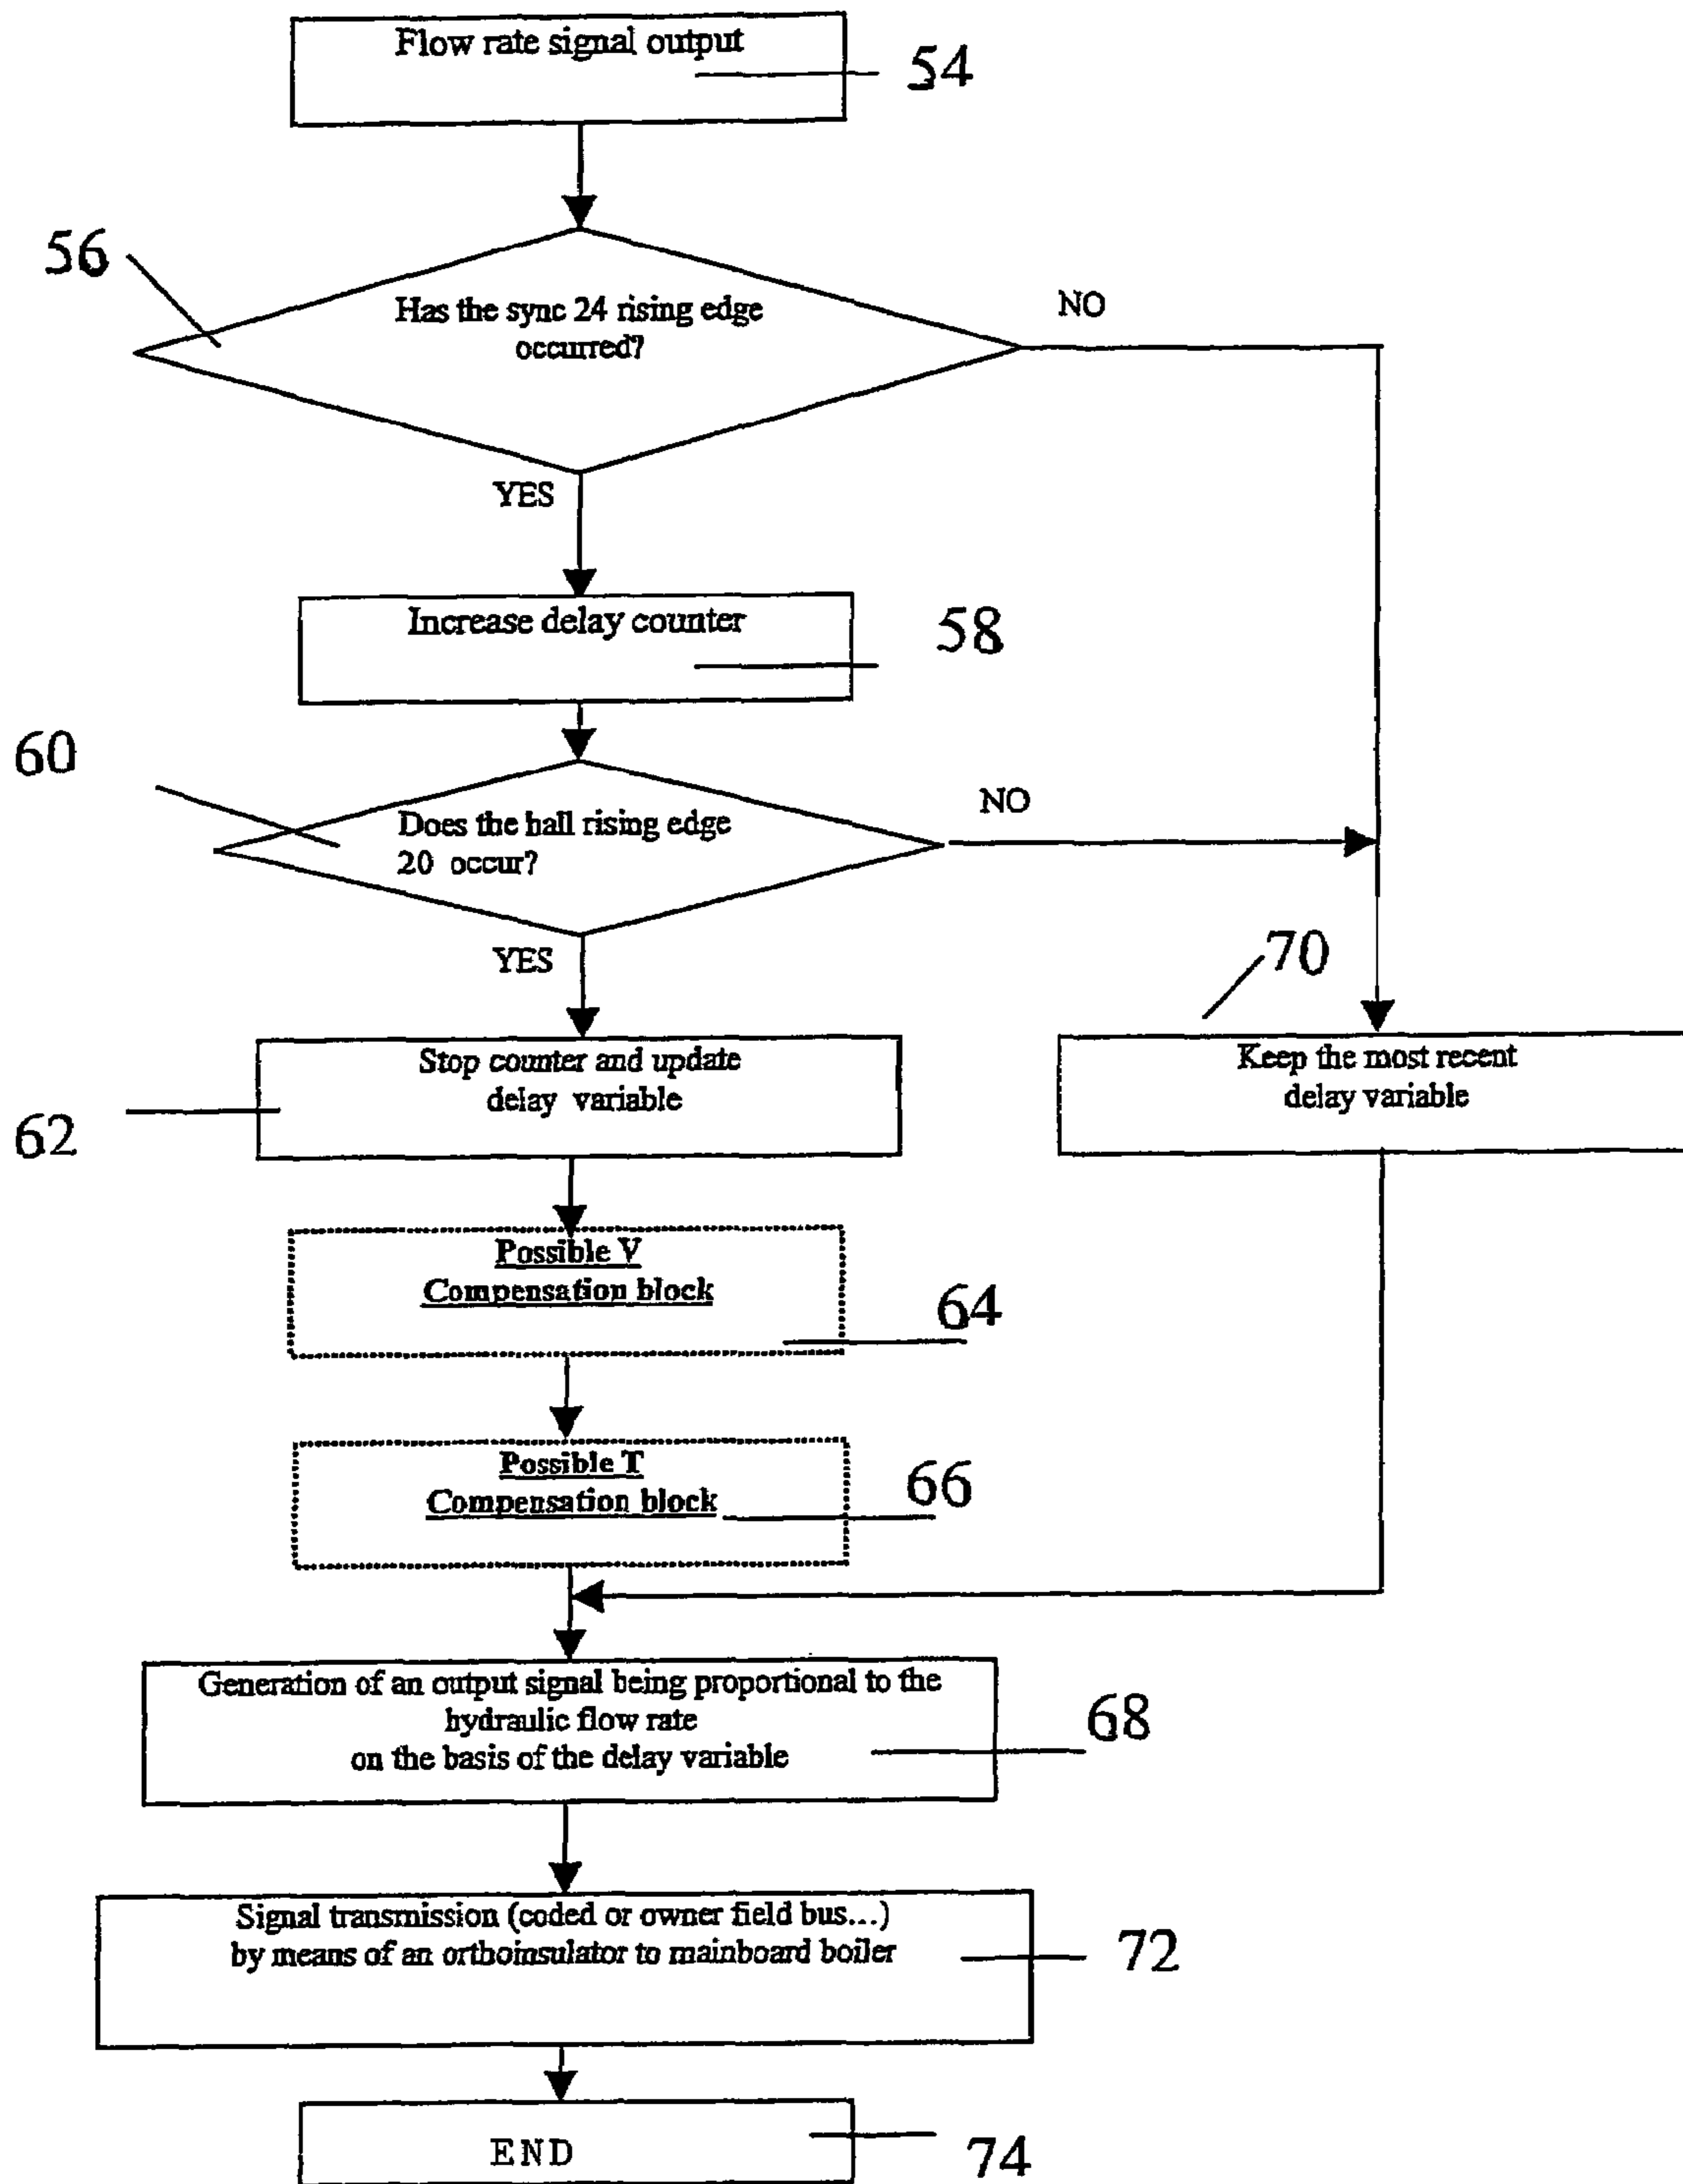 Flow rate signal output
54
56
Has the sync 24 rising edge
occurred?
NO
YES
Increase delay counter
58
60
Does the hall rising edge
20 occur?
NO
YES
70
Stop counter and update
delay variable
62
Keep the most recent
delay variable
Possible V
Compensation block
64
Possible T
Compensation block
66
Generation of an output signal being proportional to the
hydraulic flow rate
on the basis of the delay variable
68
Signal transmission (coded or owner field bus...)
by means of an ortboinsulator to mainboard boiler
72
END
74